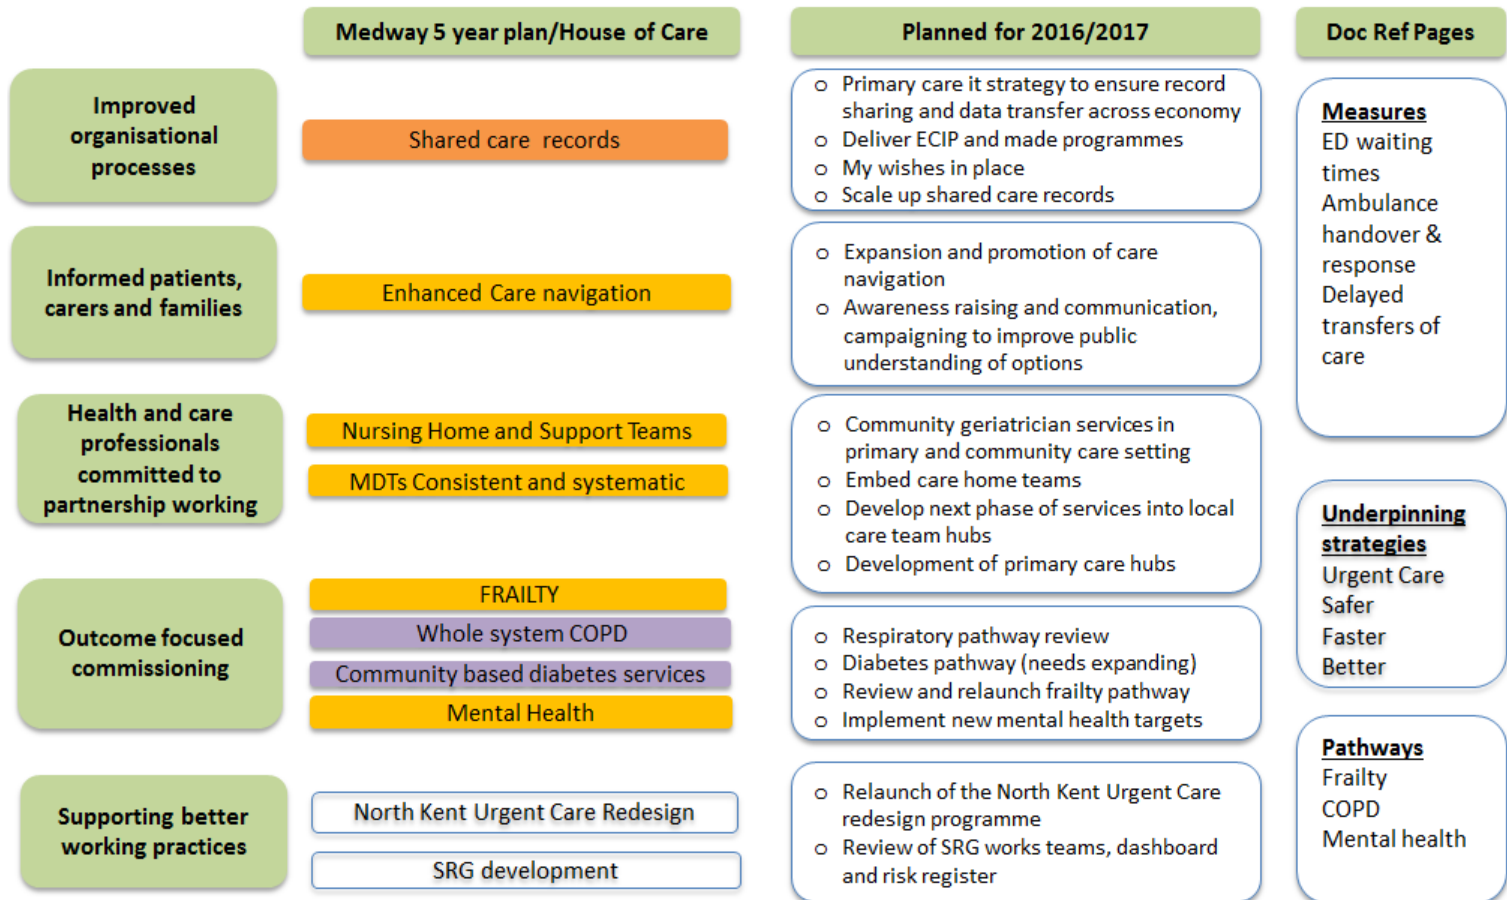 Medway 5 year plan/House of Care
Planned for 2016/2017
Doc Ref Pages
Improved
organisational
processes
Shared care records
o Primary care it strategy to ensure record
sharing and data transfer across economy
o Deliver ECIP and made programmes
o My wishes in place
o Scale up shared care records
Informed patients,
carers and families
Enhanced Care navigation
o Expansion and promotion of care
navigation
o Awareness raising and communication,
campaigning to improve public
understanding of options
Health and care
professionals
committed to
partnership working
Nursing Home and Support Teams
MDTs Consistent and systematic
o Community geriatrician services in
primary and community care setting
o Embed care home teams
o Develop next phase of services into local
care team hubs
o Development of primary care hubs
Outcome focused
commissioning
FRAILTY
Whole system COPD
Community based diabetes services
Mental Health
o Respiratory pathway review
o Diabetes pathway (needs expanding)
o Review and relaunch frailty pathway
o Implement new mental health targets
Supporting better
working practices
North Kent Urgent Care Redesign
SRG development
o Relaunch of the North Kent Urgent Care
redesign programme
o Review of SRG works teams, dashboard
and risk register
Measures
ED waiting
times
Ambulance
handover &
response
Delayed
transfers of
care
Underpinning
strategies
Urgent Care
Safer
Faster
Better
Pathways
Frailty
COPD
Mental health